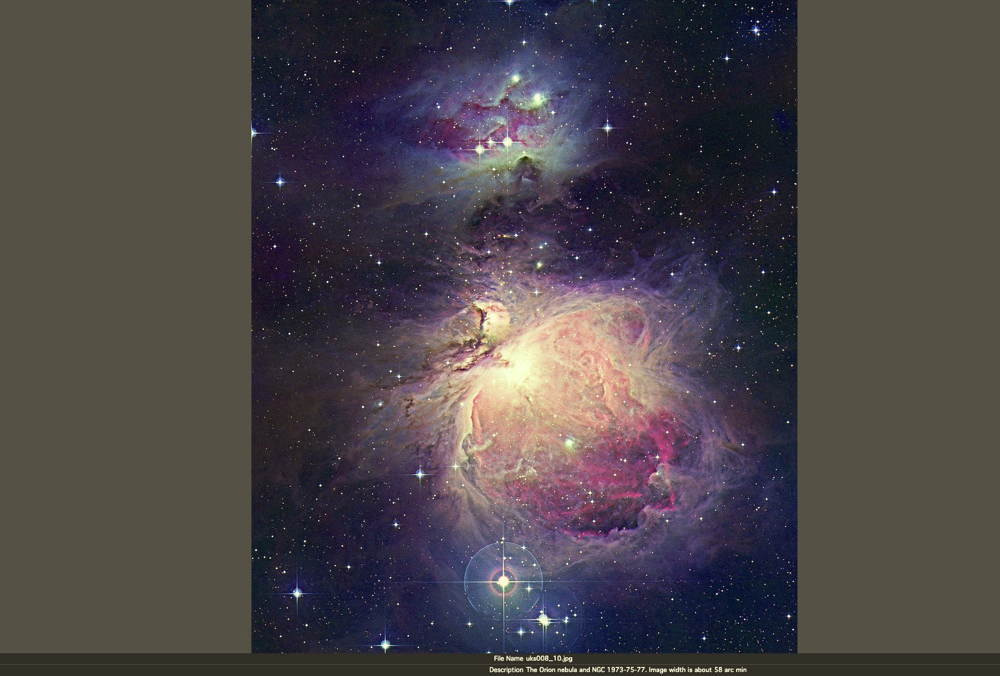 File Name uks008_10.jpg
Description The Orion nebula and NGC 1973-75-77. Image width is about 58 arc min